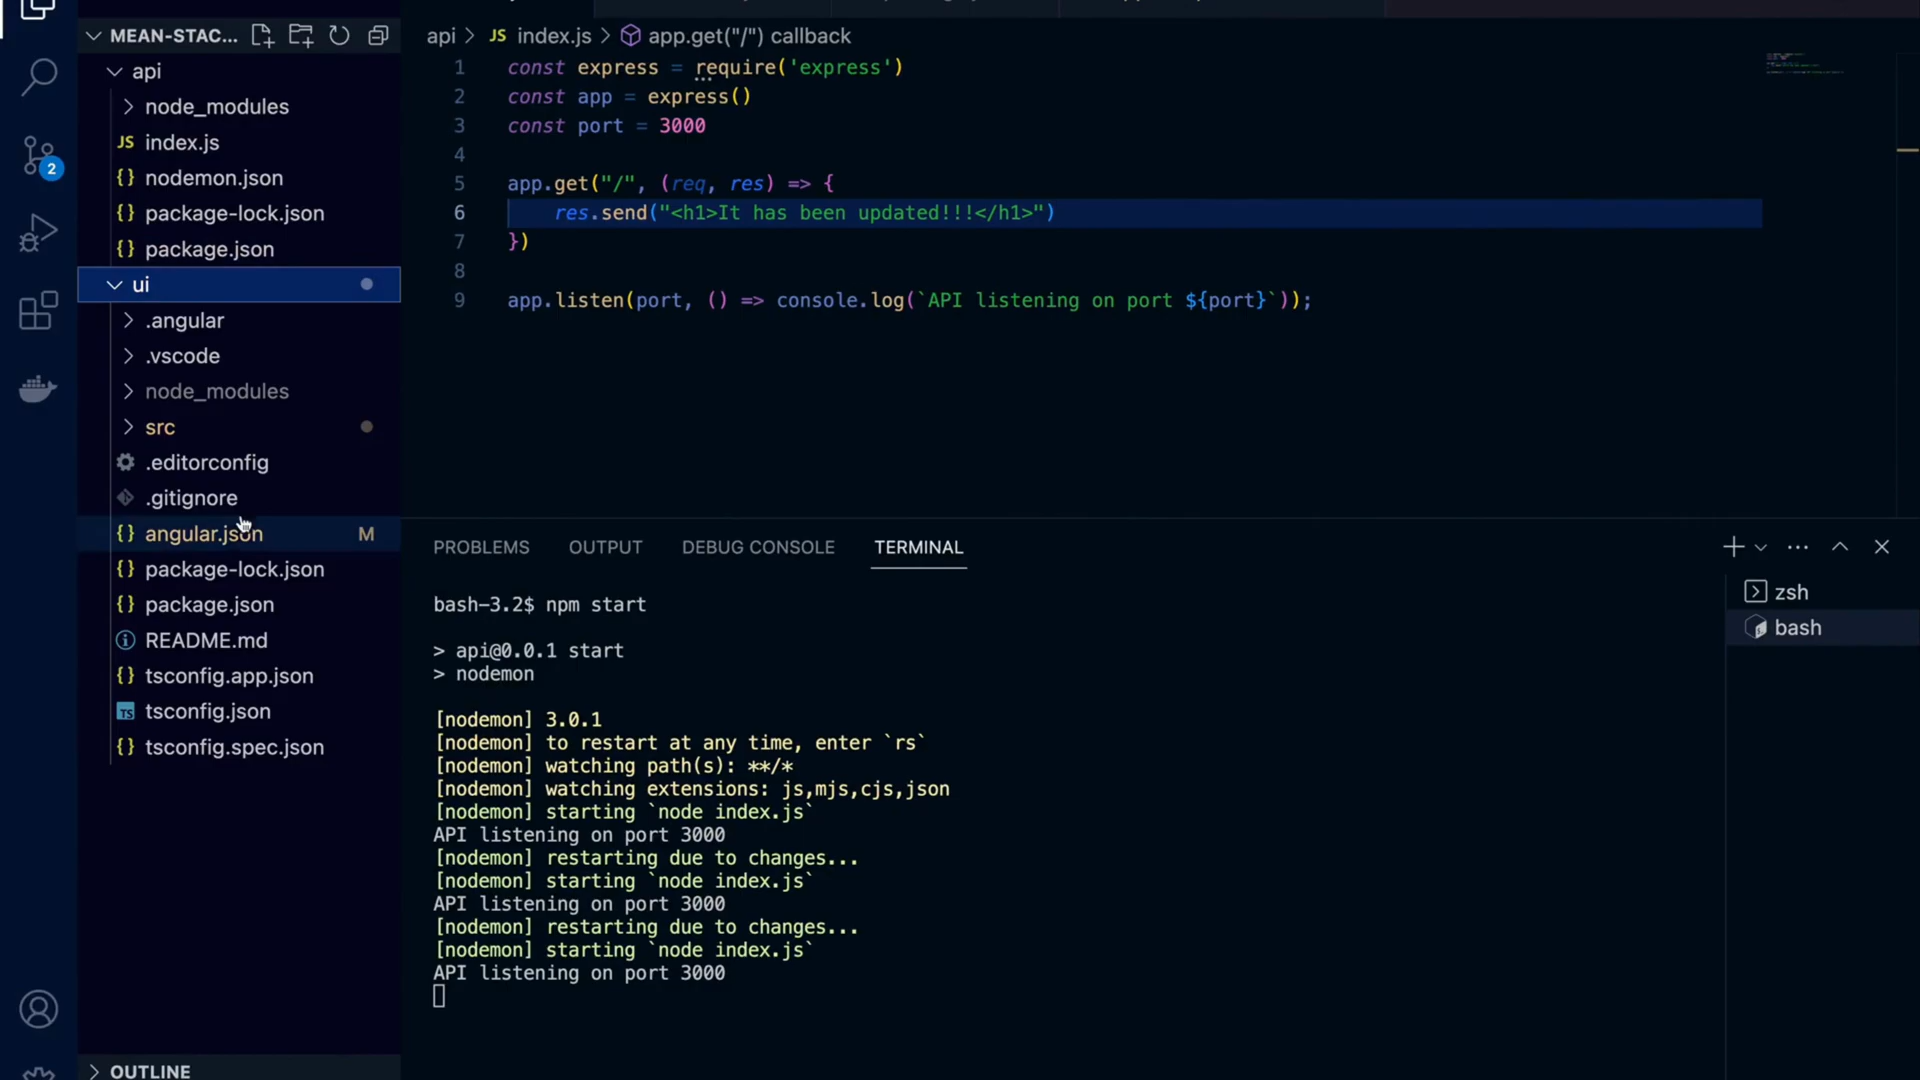 MEAN-STAC...
api
node_modules
index.js
nodemon.json
package-lock.json
package.json
ui
.angular
.vscode
node_modules
src
.editorconfig
.gitignore
angular.json M
package-lock.json
package.json
README.md
tsconfig.app.json
TS tsconfig.json
tsconfig.spec.json
OUTLINE
2
api > JS index.js > app.get("/") callback
1 const express = require('express')
2 const app = express()
3 const port = 3000
4
5 app.get("/", (req, res) => {
6 res.send("<h1>It has been updated!!!</h1>")
7 })
8
9 app.listen(port, () => console.log(`API listening on port ${port}`));
PROBLEMS OUTPUT DEBUG CONSOLE TERMINAL
bash-3.2$ npm start
> api@0.0.1 start
> nodemon
[nodemon] 3.0.1
[nodemon] to restart at any time, enter `rs`
[nodemon] watching path(s): **/*
[nodemon] watching extensions: js,mjs,cjs,json
[nodemon] starting `node index.js`
API listening on port 3000
[nodemon] restarting due to changes...
[nodemon] starting `node index.js`
API listening on port 3000
[nodemon] restarting due to changes...
[nodemon] starting `node index.js`
API listening on port 3000
zsh
bash